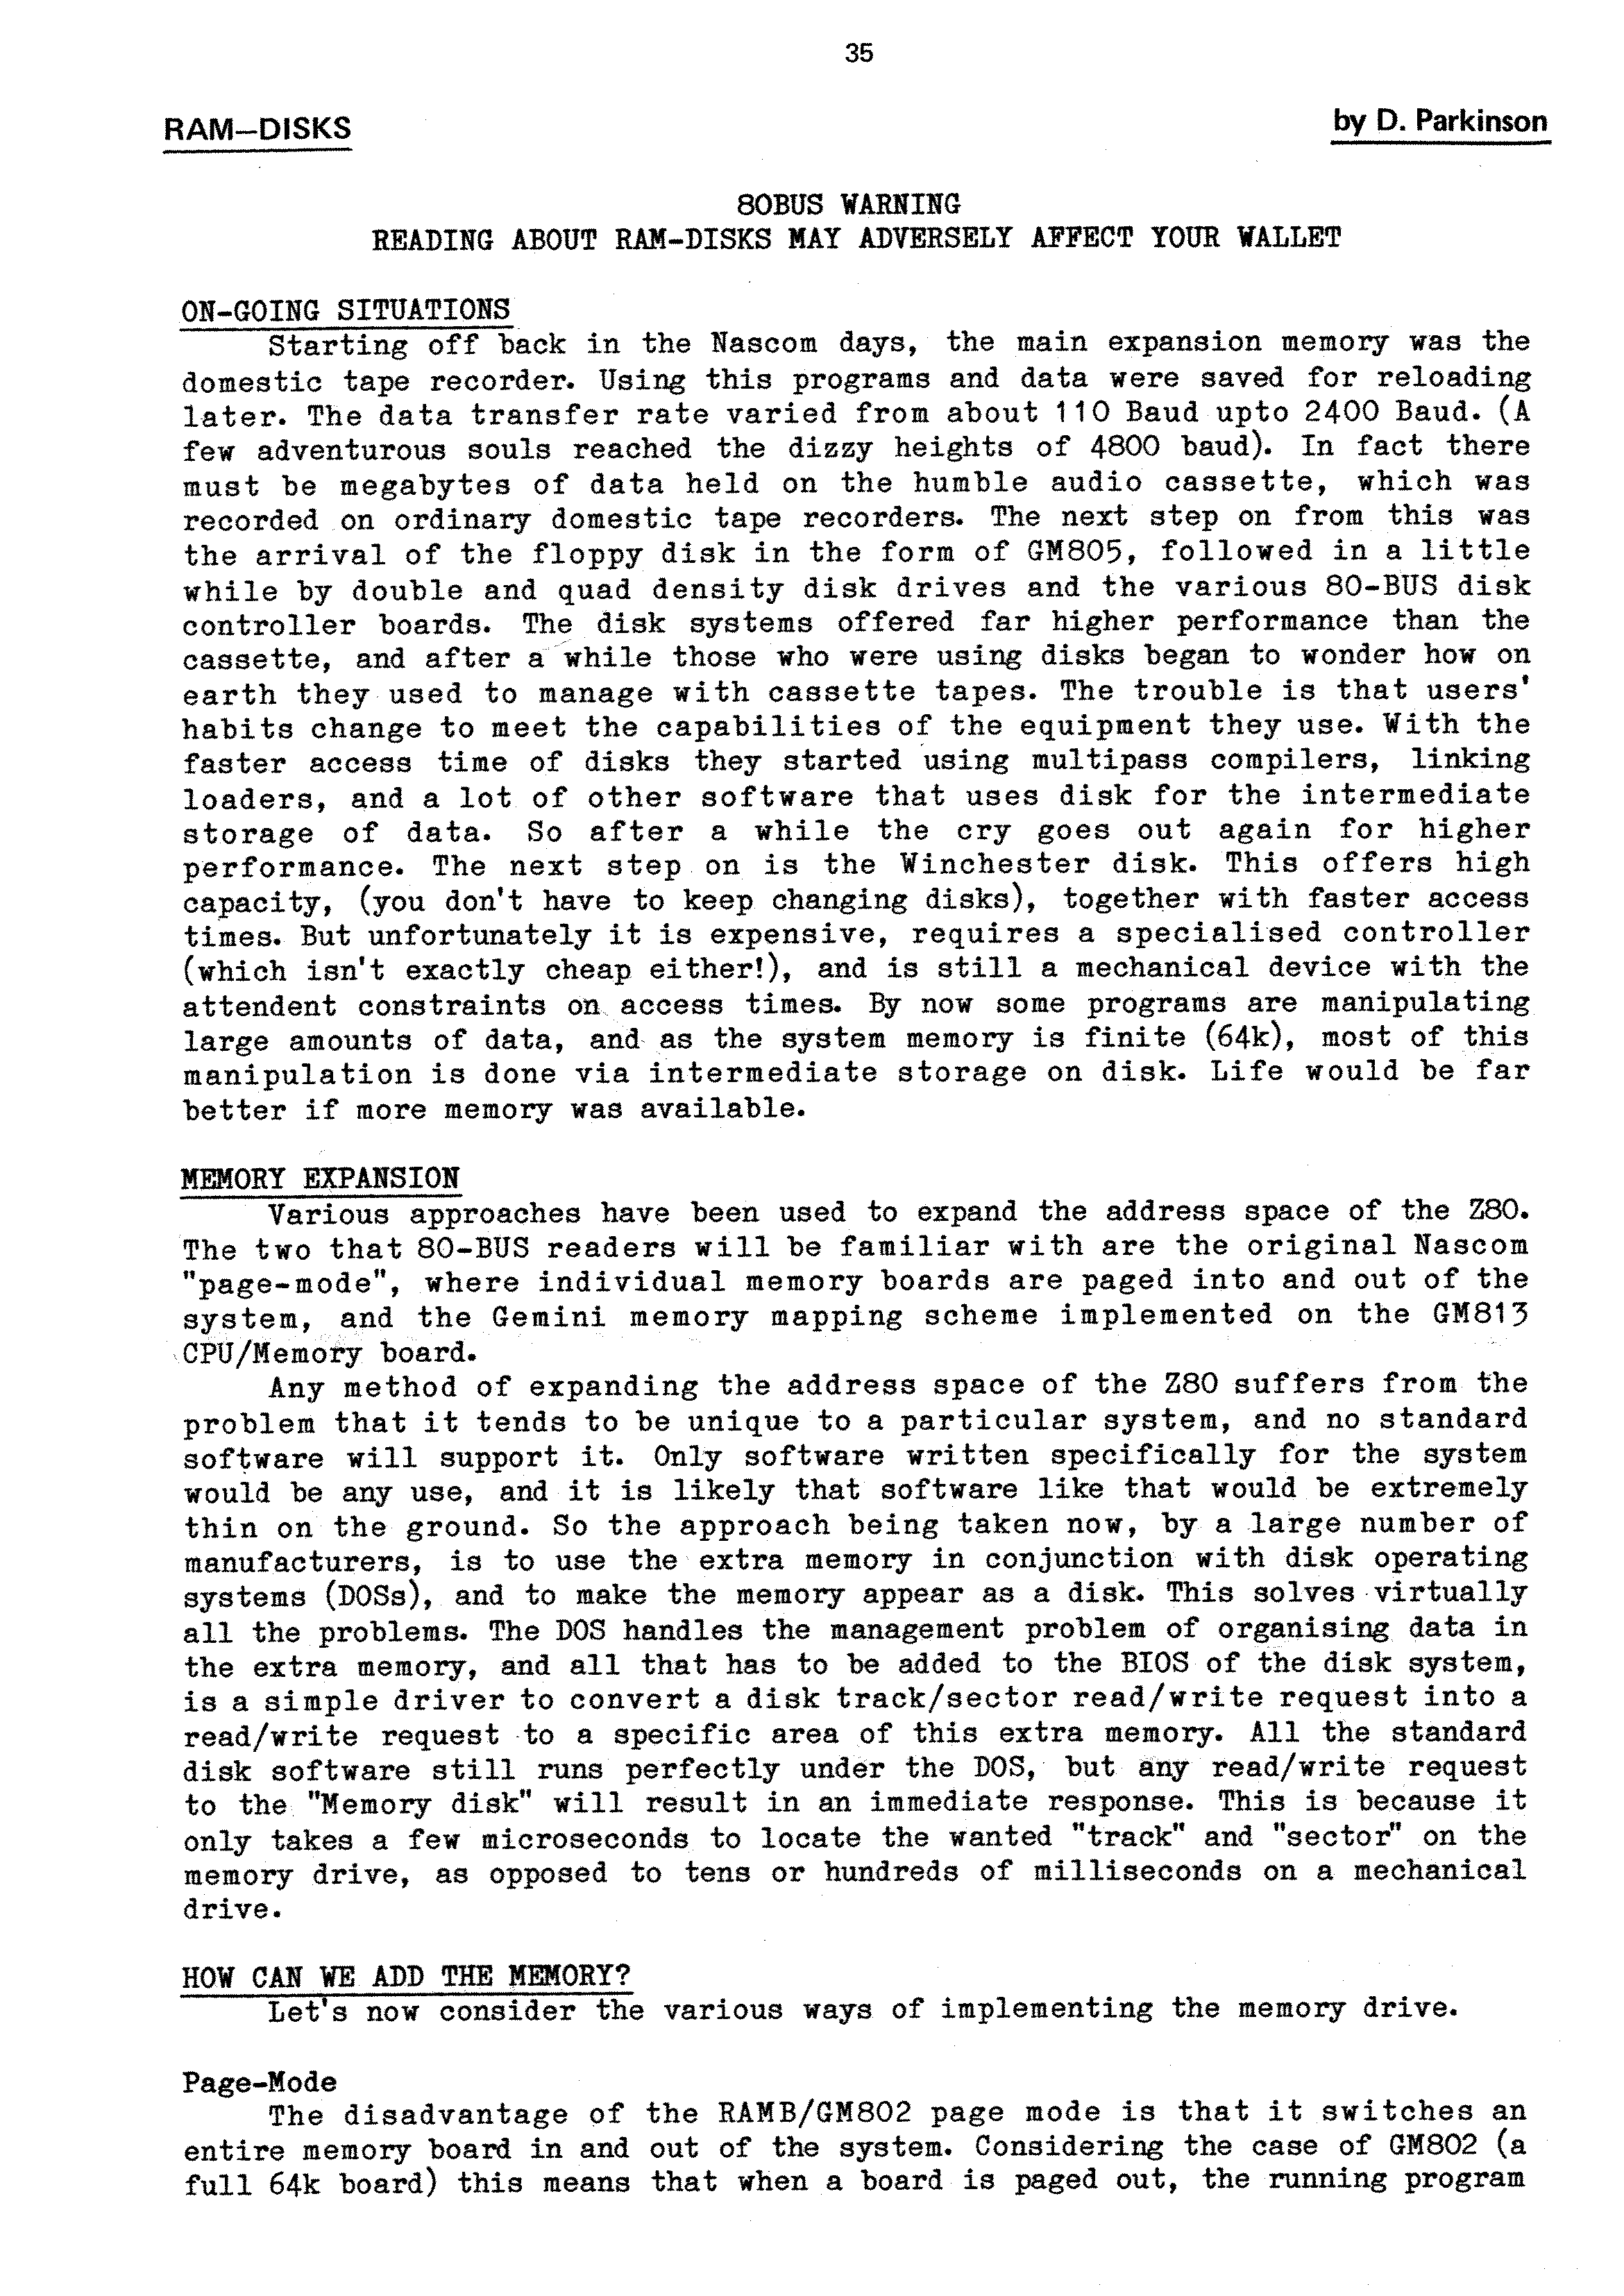 35
RAM—DISKS
by D. Parkinson
80BUS WARNING
READING ABOUT RAM-DISKS MAY ADVERSELY AFFECT YOUR WALLET
ON-GOING SITUATIONS
Starting off back in the Nascom days, the main expansion memory was the
domestic tape recorder. Using this programs and data were saved for reloading
later. The data transfer rate varied from about 110 Baud upto 2400 Baud. (A
few adventurous souls reached the dizzy heights of 4800 baud). In fact there
must be megabytes of data held on the humble audio cassette, which was
recorded on ordinary domestic tape recorders. The next step on from this was
the arrival of the floppy disk in the form of GM805, followed in a little
while by double and quad density disk drives and the various 80-BUS disk
controller boards. The disk systems offered far higher performance than the
cassette, and after a while those who were using disks began to wonder how on
earth they used to manage with cassette tapes. The trouble is that users'
habits change to meet the capabilities of the equipment they use. With the
faster access time of disks they started using multipass compilers, linking
loaders, and a lot of other software that uses disk for the intermediate
storage of data. So after a while the cry goes out again for higher
performance. The next step on is the Winchester disk. This offers high
capacity, (you don't have to keep changing disks), together with faster access
times. But unfortunately it is expensive, requires a specialised controller
(which isn't exactly cheap either!), and is still a mechanical device with the
attendent constraints on access times. By now some programs are manipulating
large amounts of data, and as the system memory is finite (64k), most of this
manipulation is done via intermediate storage on disk. Life would be far
better if more memory was available.
MEMORY EXPANSION
Various approaches have been used to expand the address space of the Z80.
The two that 80-BUS readers will be familiar with are the original Nascom
"page-mode", where individual memory boards are paged into and out of the
system, and the Gemini memory mapping scheme implemented on the GM813
CPU/Memory board.
Any method of expanding the address space of the Z80 suffers from the
problem that it tends to be unique to a particular system, and no standard
software will support it. Only software written specifically for the system
would be any use, and it is likely that software like that would be extremely
thin on the ground. So the approach being taken now, by a large number of
manufacturers, is to use the extra memory in conjunction with disk operating
systems (DOSs), and to make the memory appear as a disk. This solves virtually
all the problems. The DOS handles the management problem of organising data in
the extra memory, and all that has to be added to the BIOS of the disk system,
is a simple driver to convert a disk track/sector read/write request into a
read/write request to a specific area of this extra memory. All the standard
disk software still runs perfectly under the DOS, but any read/write request
to the "Memory disk" will result in an immediate response. This is because it
only takes a few microseconds to locate the wanted "track" and "sector" on the
memory drive, as opposed to tens or hundreds of milliseconds on a mechanical
drive.
HOW CAN WE ADD THE MEMORY?
Let's now consider the various ways of implementing the memory drive.
Page-Mode
The disadvantage of the RAMB/GM802 page mode is that it switches an
entire memory board in and out of the system. Considering the case of GM802 (a
full 64k board) this means that when a board is paged out, the running program